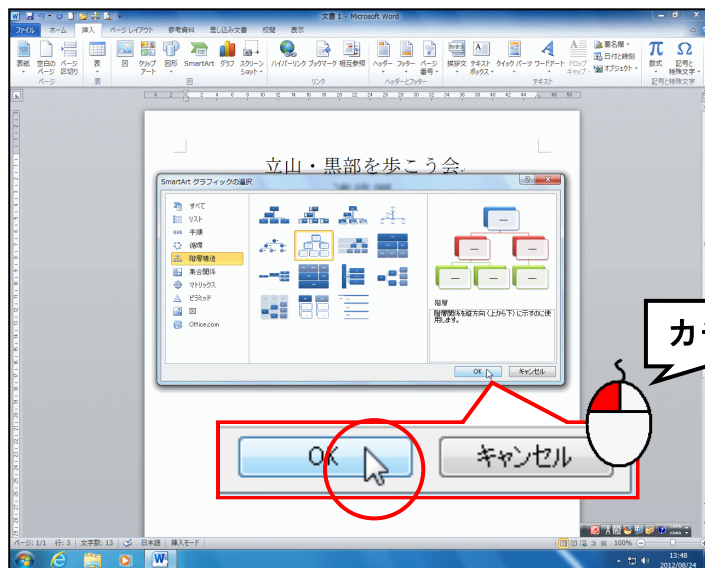 文書 1 - Microsoft Word
ファイル ホーム 挿入 ページ レイアウト 参考資料 差し込み文書 校閲 表示
表紙 空白のページ ページ区切り 表 図 クリップアート 図形 SmartArt グラフ スクリーンショット ハイパーリンク ブックマーク 相互参照 ヘッダー フッター ページ番号 挨拶文 テキストボックス クイック パーツ ワードアート ドロップキャップ 署名欄 日付と時刻 オブジェクト 数式 記号と特殊文字
ページ 表 図 リンク ヘッダーとフッター テキスト 記号と特殊文字
立山・黒部を歩こう会
SmartArt グラフィックの選択
すべて
リスト
手順
循環
階層構造
集合関係
マトリックス
ピラミッド
図
Office.com
階層
階層関係を縦方向 (上から下) に示すのに使用します。
OK キャンセル
カ
OK キャンセル
ページ: 1/1 行: 3 文字数: 13 日本語 挿入モード 100%
13:48
2012/08/24